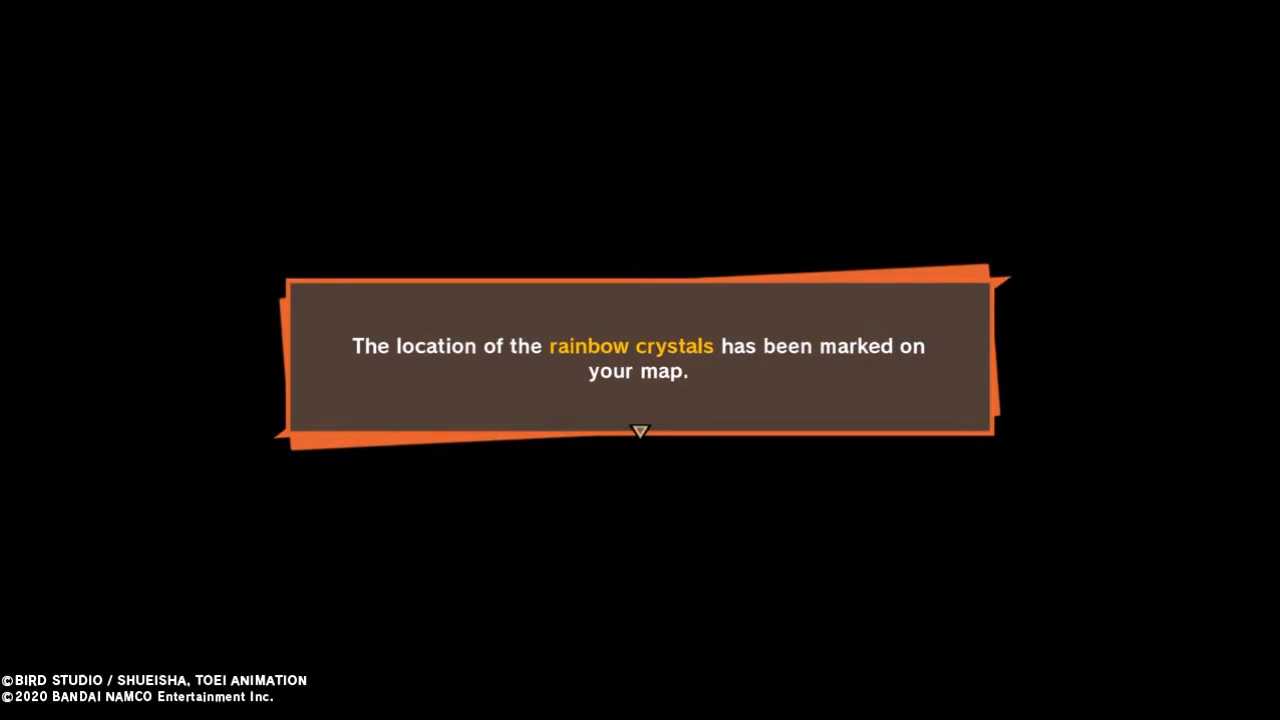 The location of the rainbow crystals has been marked on
your map.
©BIRD STUDIO / SHUEISHA, TOEI ANIMATION
©2020 BANDAI NAMCO Entertainment Inc.